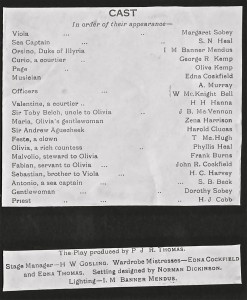 CAST
In order of their appearance—
Viola .. ... Margaret Sobey
Sea Captain ... .. S. N. Heal
Orsino, Duke of Illyria .. I M Banner Mendus
Curio, a courtier .. George R Kemp
Page .. .. Olive Kemp
Musician Edna Cockfield
Officers .. A. Murray
W McKnight Bell
Valentine, a courtier .. H H Hanna
Sir Toby Belch, uncle to Olivia J B McVennon
Maria, Olivia's gentlewoman Zena Harrison
Sir Andrew Aguecheek Harold Clucas
Feste, a clown T McHugh
Olivia, a rich countess Phyllis Heal
Malvolio, steward to Olivia Frank Burns
Fabian, servant to Olivia John R. Cockfield
Sebastian, brother to Viola H. C. Harvey
Antonio, a sea captain S. B. Back
Gentlewoman .. Dorothy Sobey
Priest .. .. H. J. Cobb
The Play produced by P J R. THOMAS.
Stage Manager—H W GOSLING. Wardrobe Mistresses—EDNA COCKFIELD
and EDNA THOMAS. Setting designed by NORMAN DICKINSON.
Lighting—I. M BANNER MENDUS.